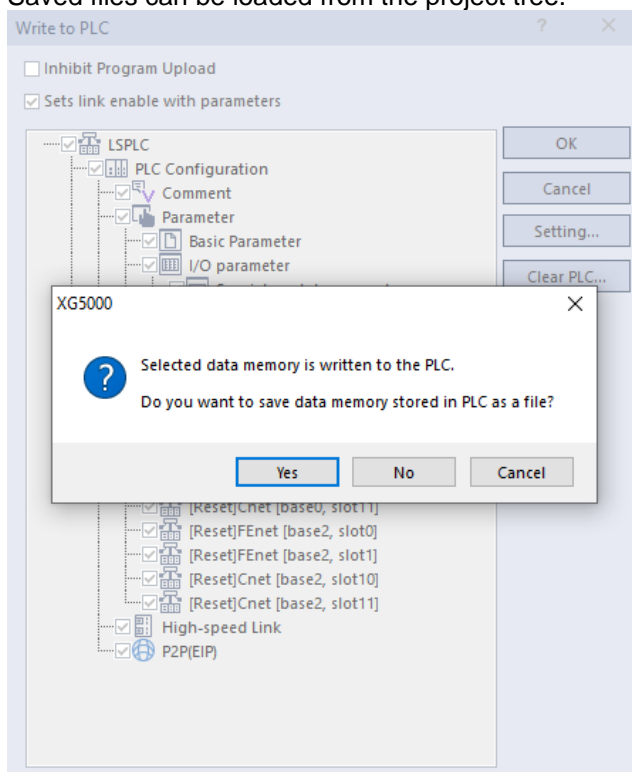 Saved files can be loaded from the project tree.
Write to PLC
Inhibit Program Upload
Sets link enable with parameters
LSPLC
PLC Configuration
Comment
Parameter
Basic Parameter
I/O parameter
OK
Cancel
Setting...
Clear PLC...
XG5000
Selected data memory is written to the PLC.
Do you want to save data memory stored in PLC as a file?
Yes No Cancel
[Reset]Cnet [base0, slot11]
[Reset]FEnet [base2, slot0]
[Reset]FEnet [base2, slot1]
[Reset]Cnet [base2, slot10]
[Reset]Cnet [base2, slot11]
High-speed Link
P2P(EIP)